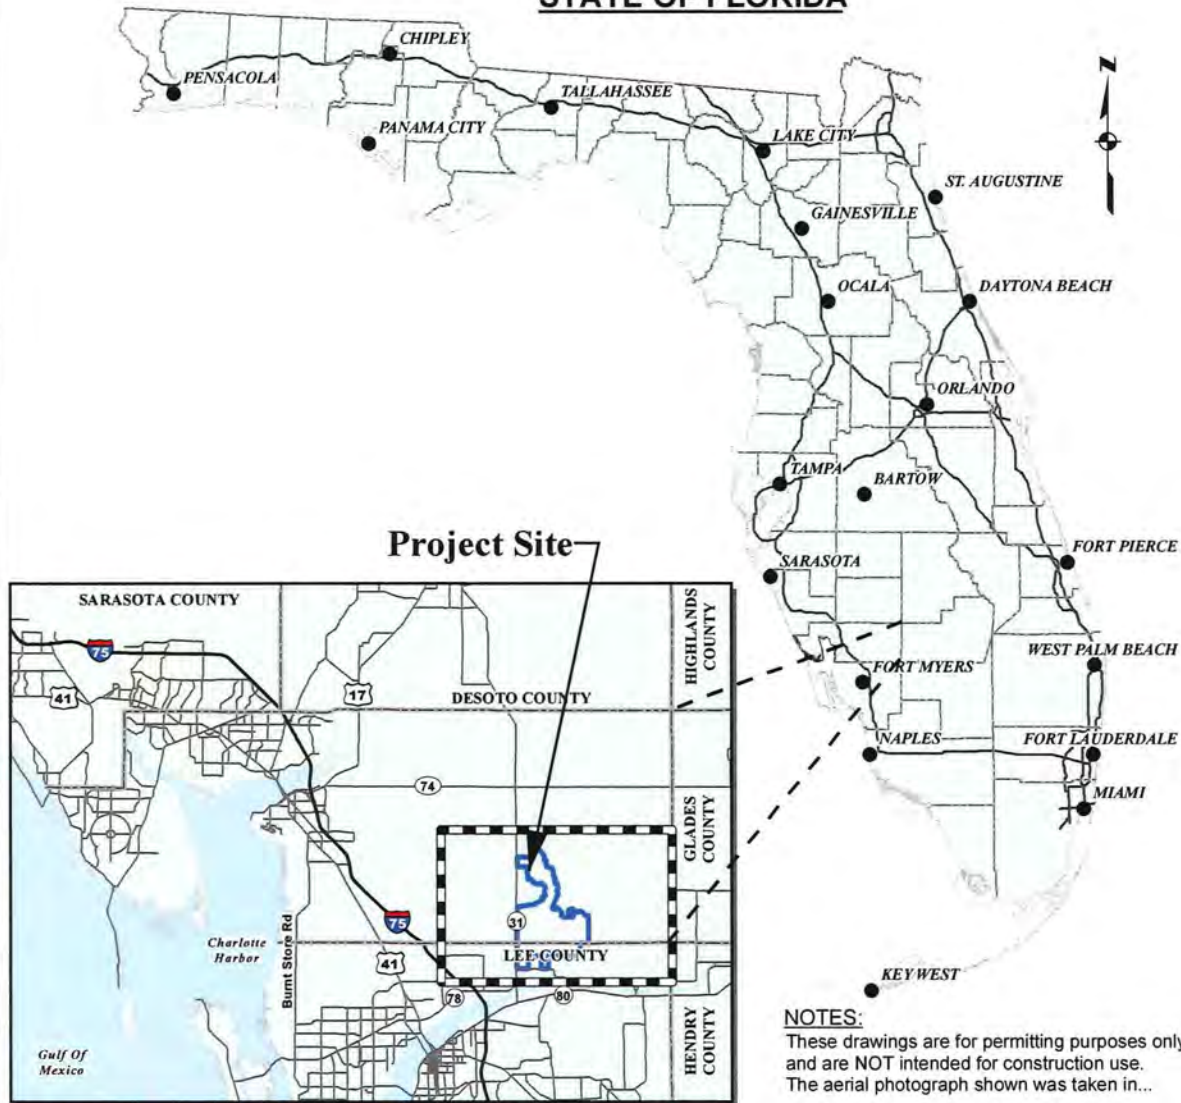 STATE OF FLORIDA
CHIPLEY
PENSACOLA
TALLAHASSEE
PANAMA CITY
LAKE CITY
N
ST. AUGUSTINE
GAINESVILLE
OCALA
DAYTONA BEACH
ORLANDO
TAMPA
BARTOW
Project Site
SARASOTA
FORT PIERCE
WEST PALM BEACH
FORT MYERS
NAPLES
FORT LAUDERDALE
MIAMI
KEY WEST
SARASOTA COUNTY
HIGHLANDS
COUNTY
75
41
17
DESOTO COUNTY
74
GLADES
COUNTY
31
75
Charlotte
Harbor
Burnt Store Rd
41
LEE COUNTY
78
80
HENDRY
COUNTY
Gulf Of
Mexico
NOTES:
These drawings are for permitting purposes only
and are NOT intended for construction use.
The aerial photograph shown was taken in...